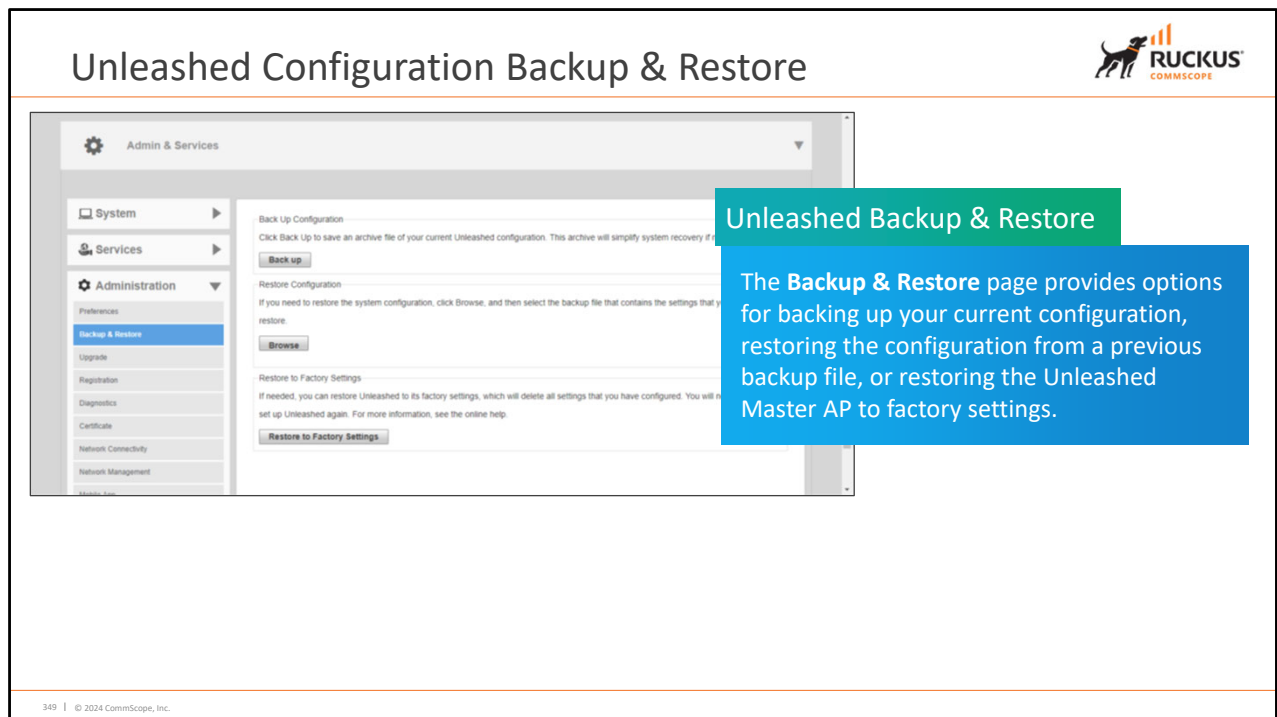 Unleashed Configuration Backup & Restore
RUCKUS
COMMSCOPE
Admin & Services
System
Services
Administration
Preferences
Backup & Restore
Upgrade
Registration
Diagnostics
Certificate
Network Connectivity
Network Management
Mobile App
Back Up Configuration
Click Back Up to save an archive file of your current Unleashed configuration. This archive will simplify system recovery if
Back up
Restore Configuration
If you need to restore the system configuration, click Browse, and then select the backup file that contains the settings that
restore.
Browse
Restore to Factory Settings
If needed, you can restore Unleashed to its factory settings, which will delete all settings that you have configured. You will
set up Unleashed again. For more information, see the online help.
Restore to Factory Settings
Unleashed Backup & Restore
The Backup & Restore page provides options
for backing up your current configuration,
restoring the configuration from a previous
backup file, or restoring the Unleashed
Master AP to factory settings.
349 | © 2024 CommScope, Inc.